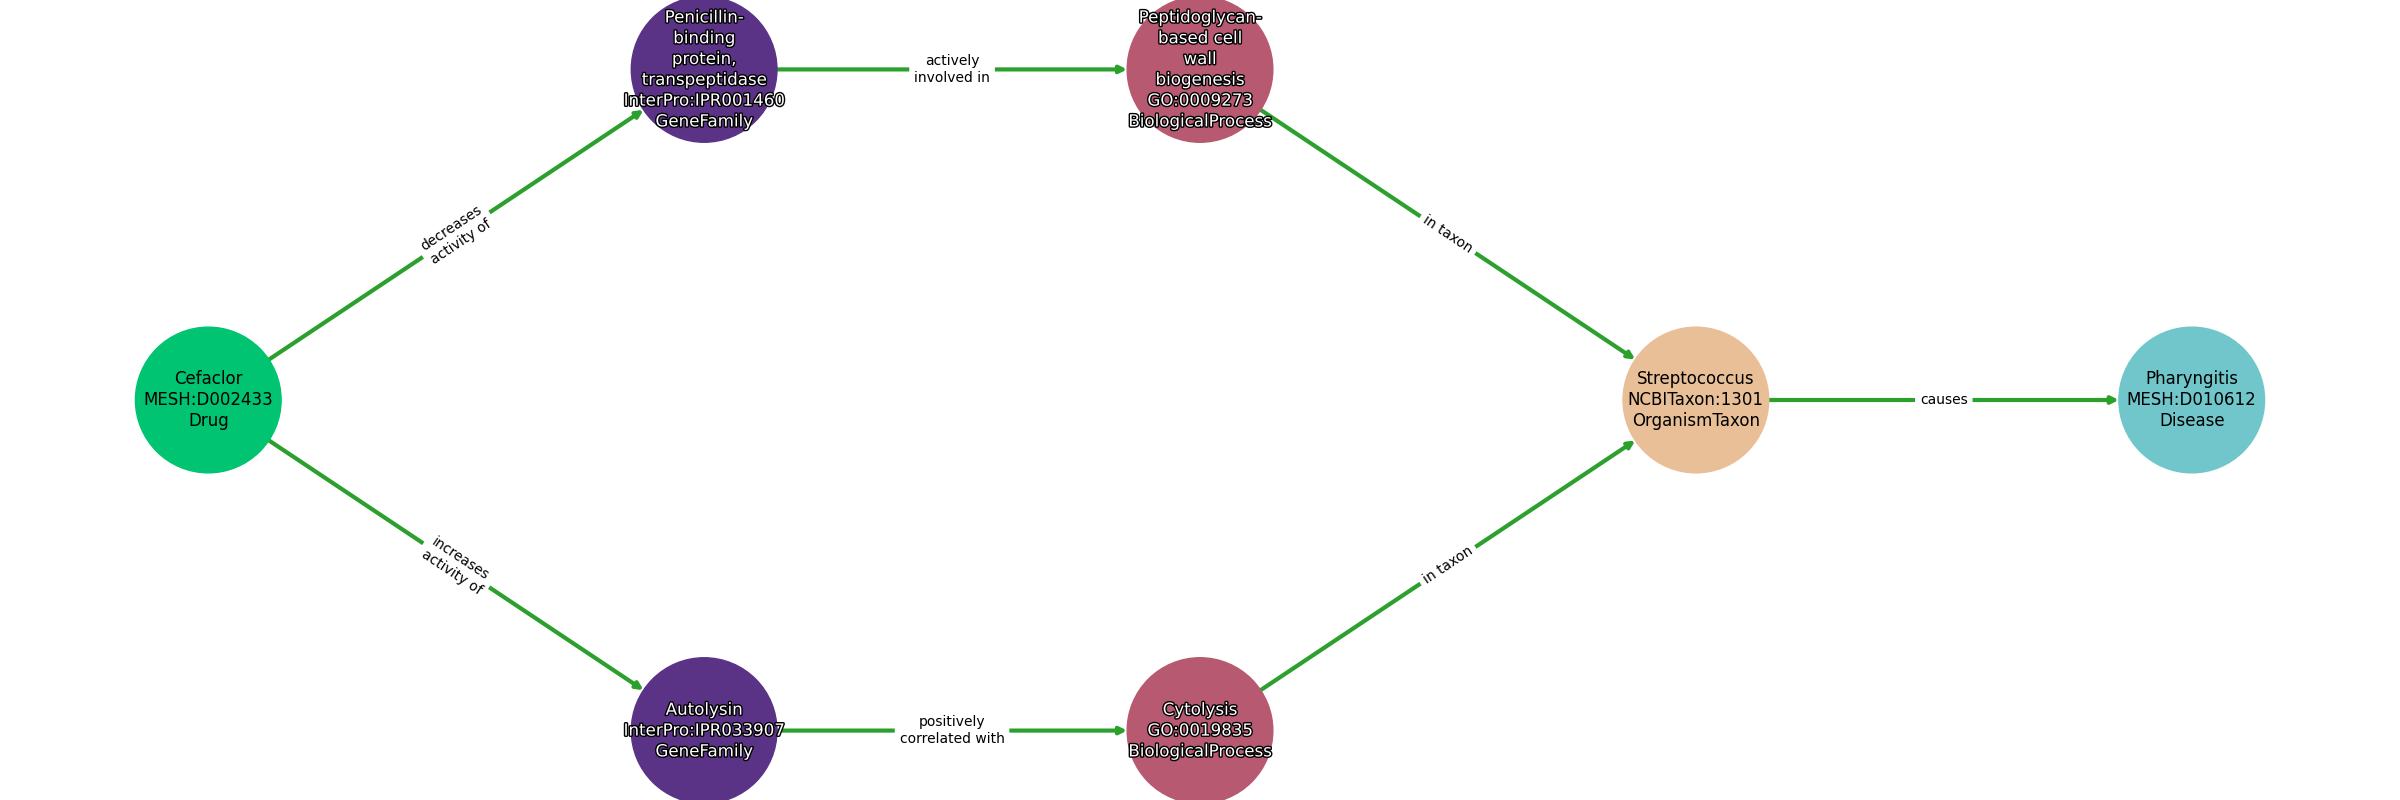 Penicillin-
binding
protein,
transpeptidase
InterPro:IPR001460
GeneFamily
actively
involved in
Peptidoglycan-
based cell
wall
biogenesis
GO:0009273
BiologicalProcess
decreases
activity of
in taxon
Cefaclor
MESH:D002433
Drug
Streptococcus
NCBITaxon:1301
OrganismTaxon
causes
Pharyngitis
MESH:D010612
Disease
increases
activity of
in taxon
Autolysin
InterPro:IPR033907
GeneFamily
positively
correlated with
Cytolysis
GO:0019835
BiologicalProcess